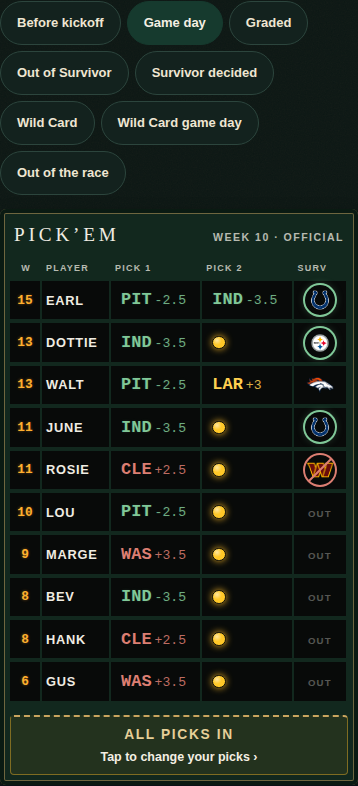 Before kickoff Game day Graded
Out of Survivor Survivor decided
Wild Card Wild Card game day
Out of the race
PICK’EM WEEK 10 · OFFICIAL
W PLAYER PICK 1 PICK 2 SURV
15 EARL PIT -2.5 IND -3.5
13 DOTTIE IND -3.5
13 WALT PIT -2.5 LAR +3
11 JUNE IND -3.5
11 ROSIE CLE +2.5
10 LOU PIT -2.5 OUT
9 MARGE WAS +3.5 OUT
8 BEV IND -3.5 OUT
8 HANK CLE +2.5 OUT
6 GUS WAS +3.5 OUT
ALL PICKS IN
Tap to change your picks ›